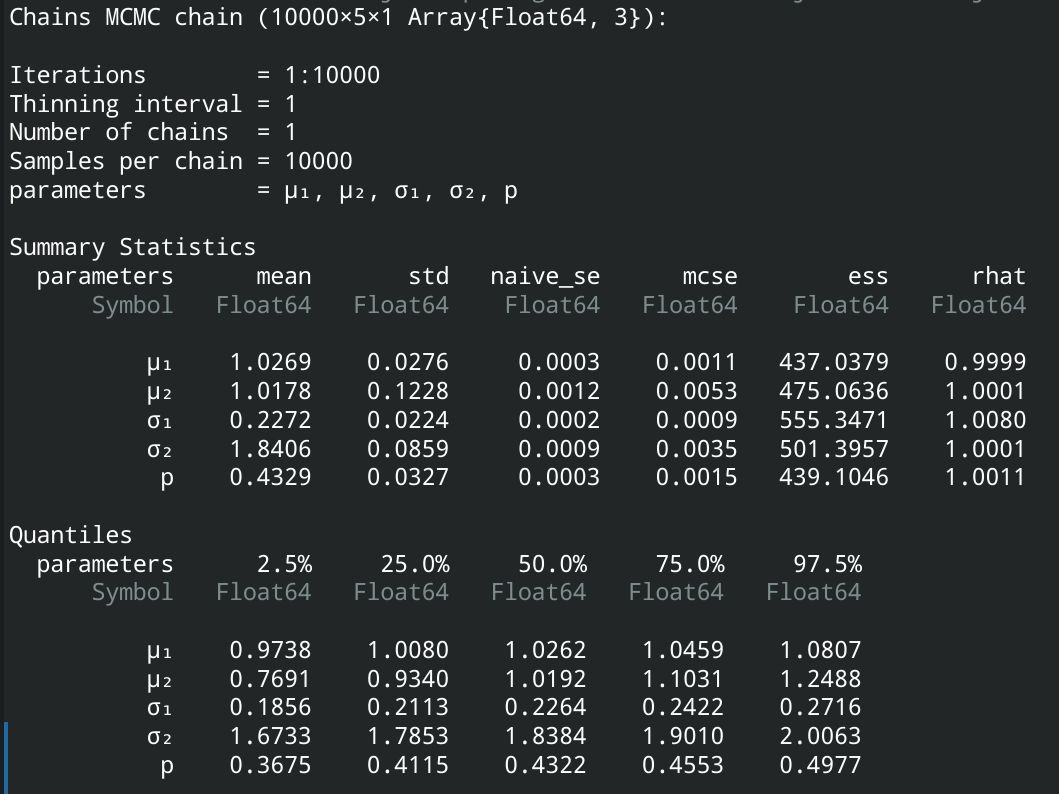 Chains MCMC chain (10000×5×1 Array{Float64, 3}):
Iterations        = 1:10000
Thinning interval = 1
Number of chains  = 1
Samples per chain = 10000
parameters        = μ₁, μ₂, σ₁, σ₂, p
Summary Statistics
  parameters      mean       std   naive_se      mcse        ess      rhat
      Symbol   Float64   Float64    Float64   Float64    Float64   Float64
          μ₁    1.0269    0.0276     0.0003    0.0011   437.0379    0.9999
          μ₂    1.0178    0.1228     0.0012    0.0053   475.0636    1.0001
          σ₁    0.2272    0.0224     0.0002    0.0009   555.3471    1.0080
          σ₂    1.8406    0.0859     0.0009    0.0035   501.3957    1.0001
           p    0.4329    0.0327     0.0003    0.0015   439.1046    1.0011
Quantiles
  parameters      2.5%     25.0%     50.0%     75.0%     97.5%
      Symbol   Float64   Float64   Float64   Float64   Float64
          μ₁    0.9738    1.0080    1.0262    1.0459    1.0807
          μ₂    0.7691    0.9340    1.0192    1.1031    1.2488
          σ₁    0.1856    0.2113    0.2264    0.2422    0.2716
          σ₂    1.6733    1.7853    1.8384    1.9010    2.0063
           p    0.3675    0.4115    0.4322    0.4553    0.4977